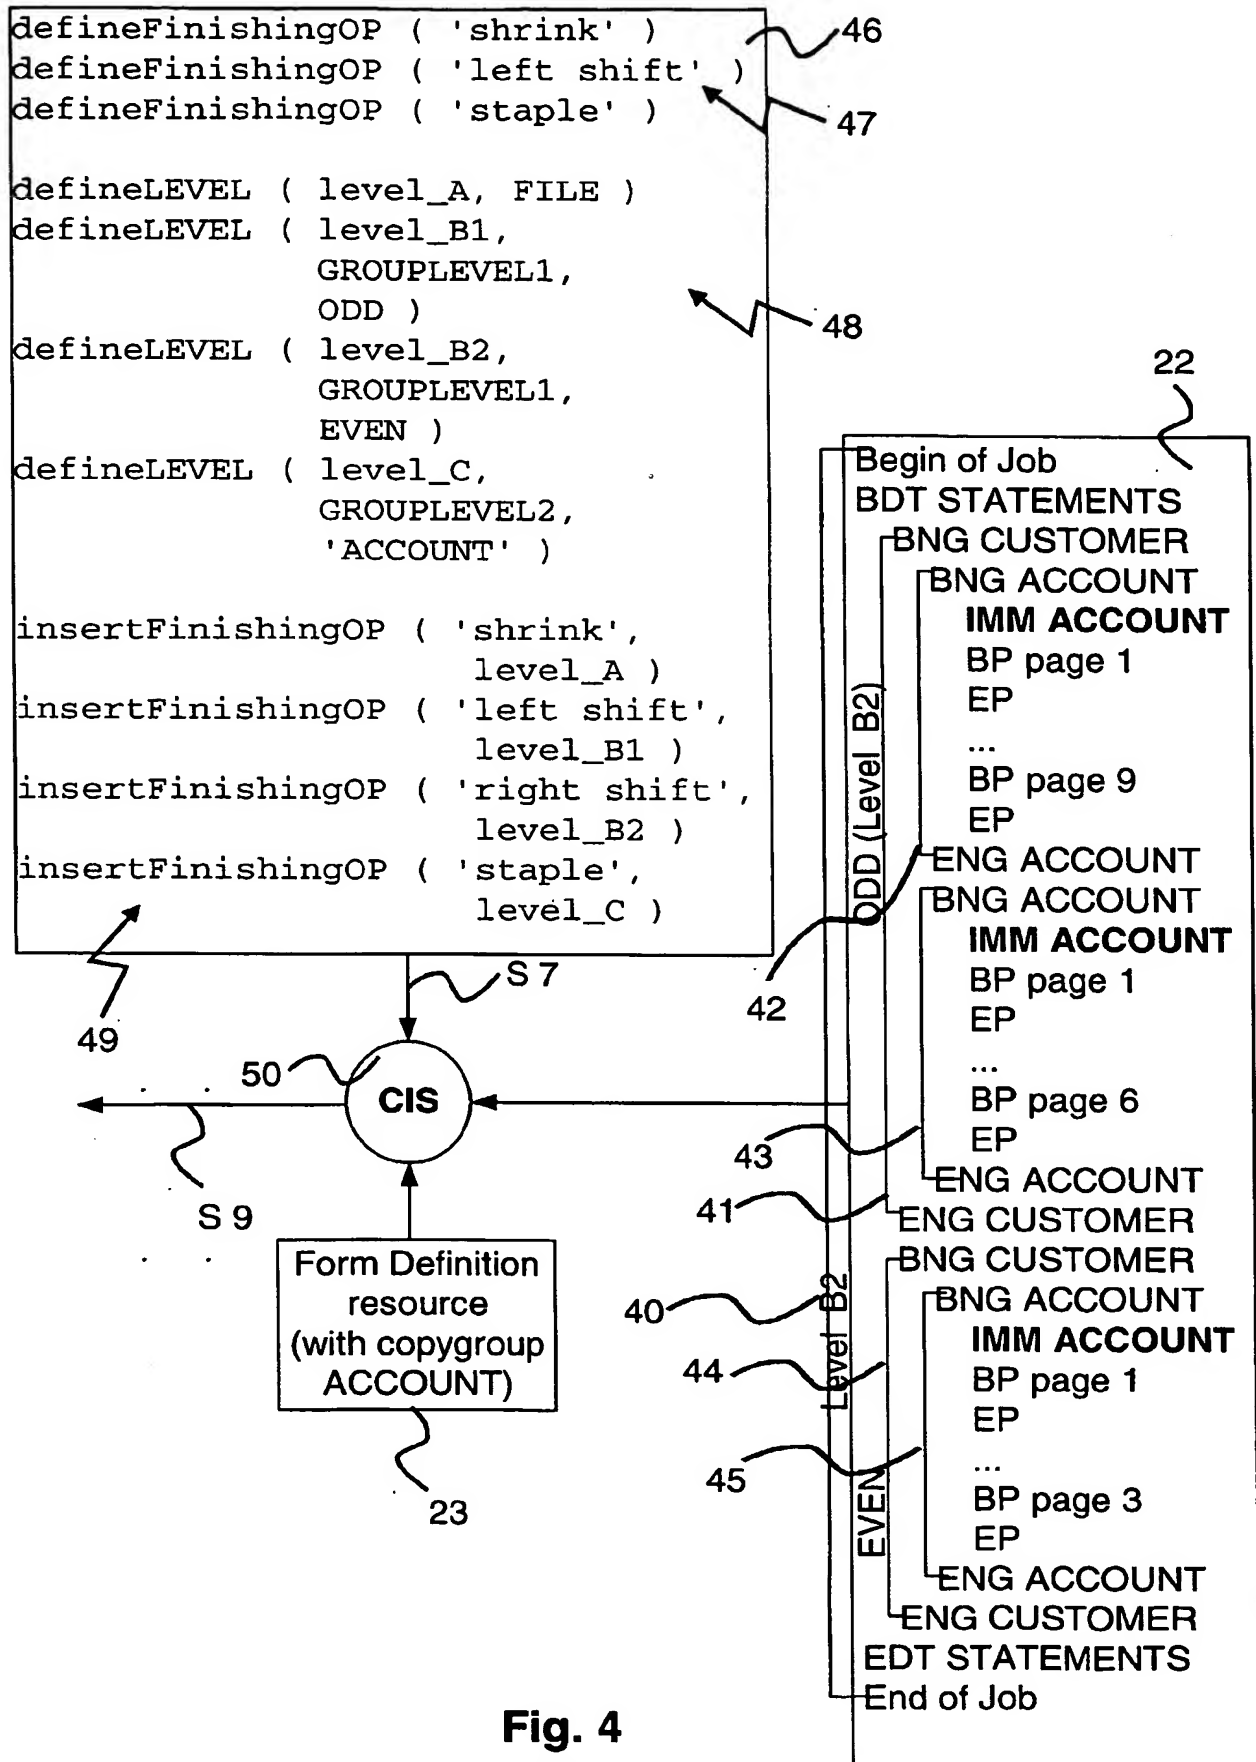 defineFinishingOP ( 'shrink' )
defineFinishingOP ( 'left shift' )
defineFinishingOP ( 'staple' )
defineLEVEL ( level_A, FILE )
defineLEVEL ( level_B1,
GROUPLEVEL1,
ODD )
defineLEVEL ( level_B2,
GROUPLEVEL1,
EVEN )
defineLEVEL ( level_C,
GROUPLEVEL2,
'ACCOUNT' )
insertFinishingOP ( 'shrink',
level_A )
insertFinishingOP ( 'left shift',
level_B1 )
insertFinishingOP ( 'right shift',
level_B2 )
insertFinishingOP ( 'staple',
level_C )
46
47
48
49
S 7
50
CIS
S 9
Form Definition
resource
(with copygroup
ACCOUNT)
23
22
Begin of Job
BDT STATEMENTS
BNG CUSTOMER
BNG ACCOUNT
IMM ACCOUNT
BP page 1
EP
...
BP page 9
EP
ENG ACCOUNT
BNG ACCOUNT
IMM ACCOUNT
BP page 1
EP
...
BP page 6
EP
ENG ACCOUNT
ENG CUSTOMER
BNG CUSTOMER
BNG ACCOUNT
IMM ACCOUNT
BP page 1
EP
...
BP page 3
EP
ENG ACCOUNT
ENG CUSTOMER
EDT STATEMENTS
End of Job
ODD (Level B2)
Level B2
EVEN
42
43
41
40
44
45
Fig. 4